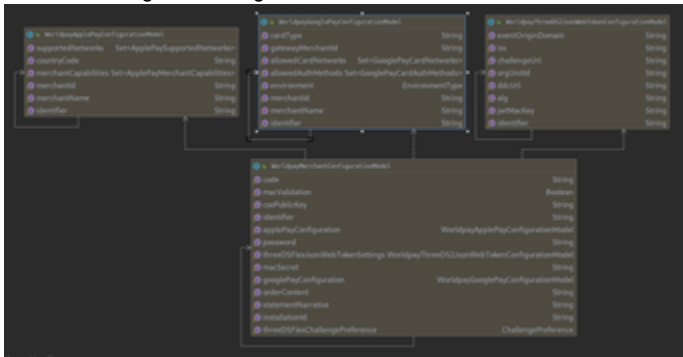 WorldpayApplePayConfigurationModel
supportedNetworks Set<ApplePaySupportedNetworks>
countryCode String
merchantCapabilities Set<ApplePayMerchantCapabilities>
merchantId String
merchantName String
identifier String
WorldpayGooglePayConfigurationModel
cardType String
gatewayMerchantId String
allowedCardNetworks Set<GooglePayCardNetworks>
allowedAuthMethods Set<GooglePayCardAuthMethods>
environment EnvironmentType
merchantId String
merchantName String
identifier String
WorldpayThreeDS2JsonWebTokenConfigurationModel
eventOriginDomain String
iss String
challengeUrl String
orgUnitId String
ddcUrl String
alg String
jwtMacKey String
identifier String
WorldpayMerchantConfigurationModel
code String
macValidation Boolean
csePublicKey String
identifier String
applePayConfiguration WorldpayApplePayConfigurationModel
password String
threeDSFlexJsonWebTokenSettings WorldpayThreeDS2JsonWebTokenConfigurationModel
macSecret String
googlePayConfiguration WorldpayGooglePayConfigurationModel
orderContent String
statementNarrative String
installationId String
threeDSFlexChallengePreference ChallengePreference